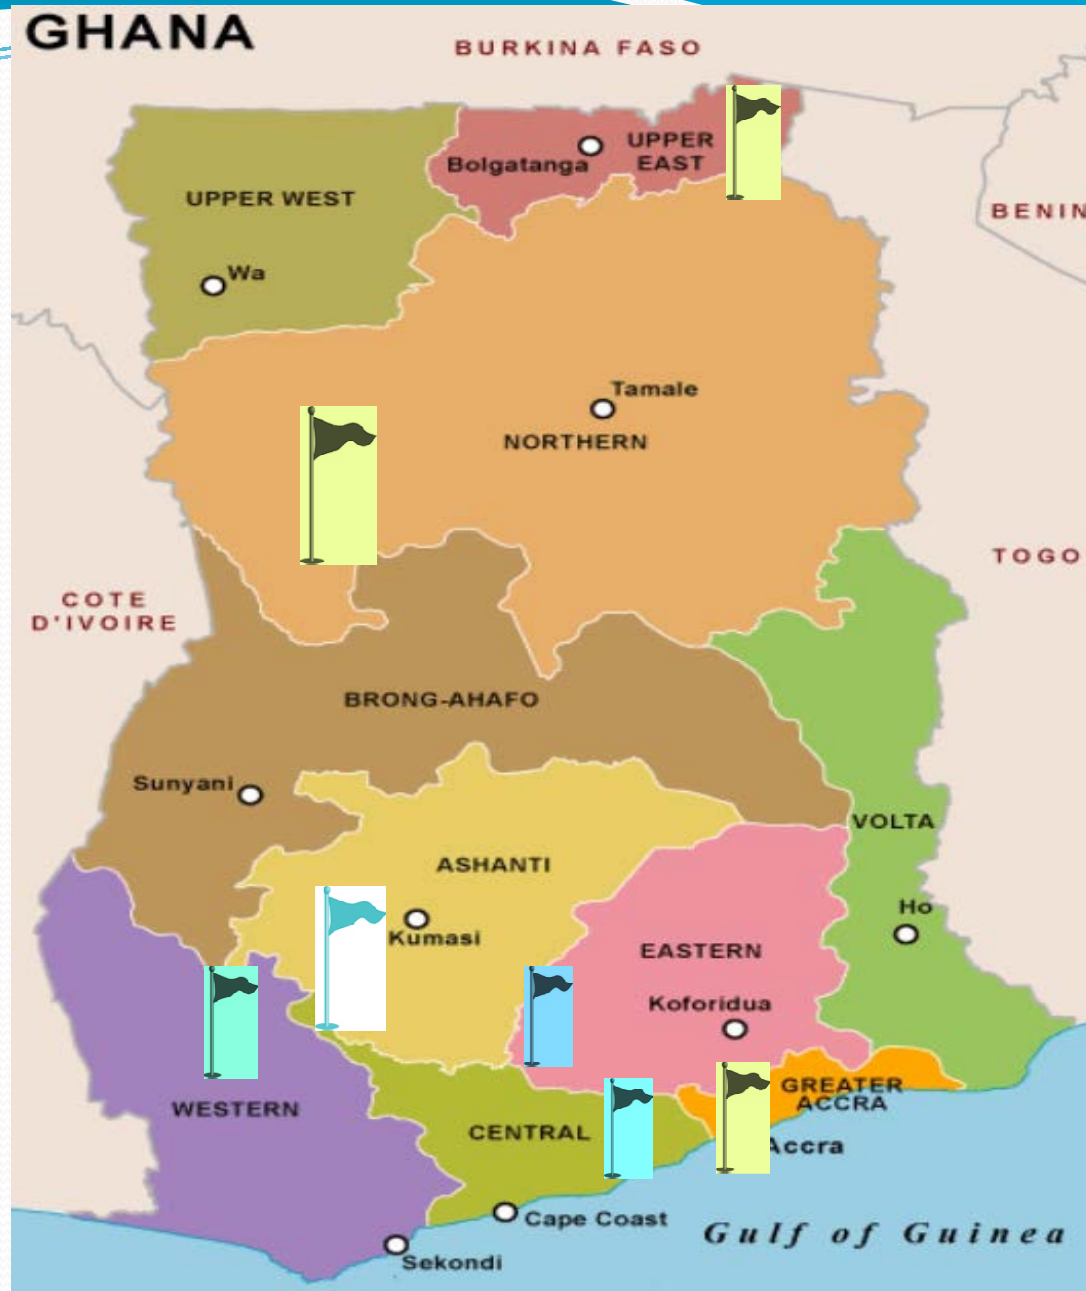 GHANA
BURKINA FASO
UPPER
EAST
Bolgatanga
UPPER WEST
BENIN
Wa
Tamale
NORTHERN
TOGO
COTE
D'IVOIRE
BRONG-AHAFO
Sunyani
VOLTA
ASHANTI
Ho
Kumasi
EASTERN
Koforidua
GREATER
ACCRA
WESTERN
CENTRAL
Accra
Cape Coast
Gulf of Guinea
Sekondi